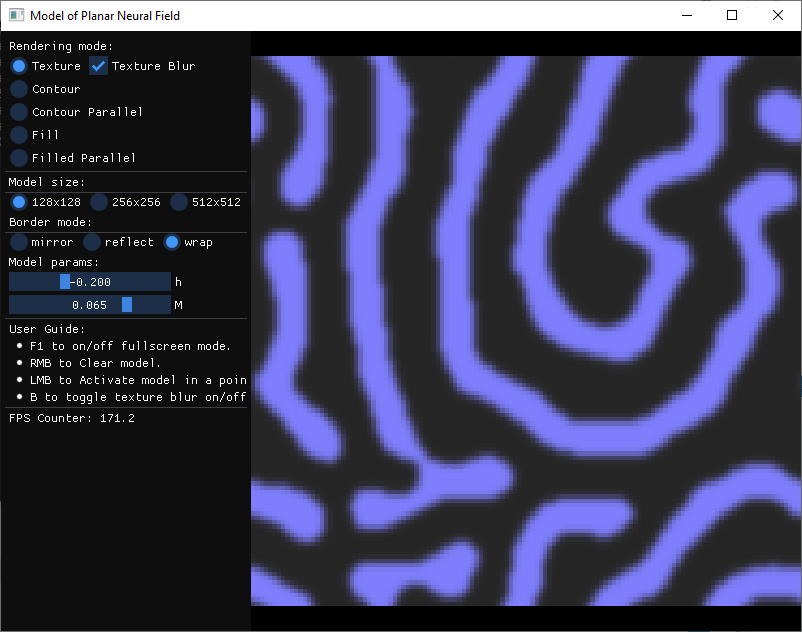 Model of Planar Neural Field
Rendering mode:
Texture Texture Blur
Contour
Contour Parallel
Fill
Filled Parallel
Model size:
128x128 256x256 512x512
Border mode:
mirror reflect wrap
Model params:
-0.200 h
0.065 M
User Guide:
F1 to on/off fullscreen mode.
RMB to Clear model.
LMB to Activate model in a poin
B to toggle texture blur on/off
FPS Counter: 171.2